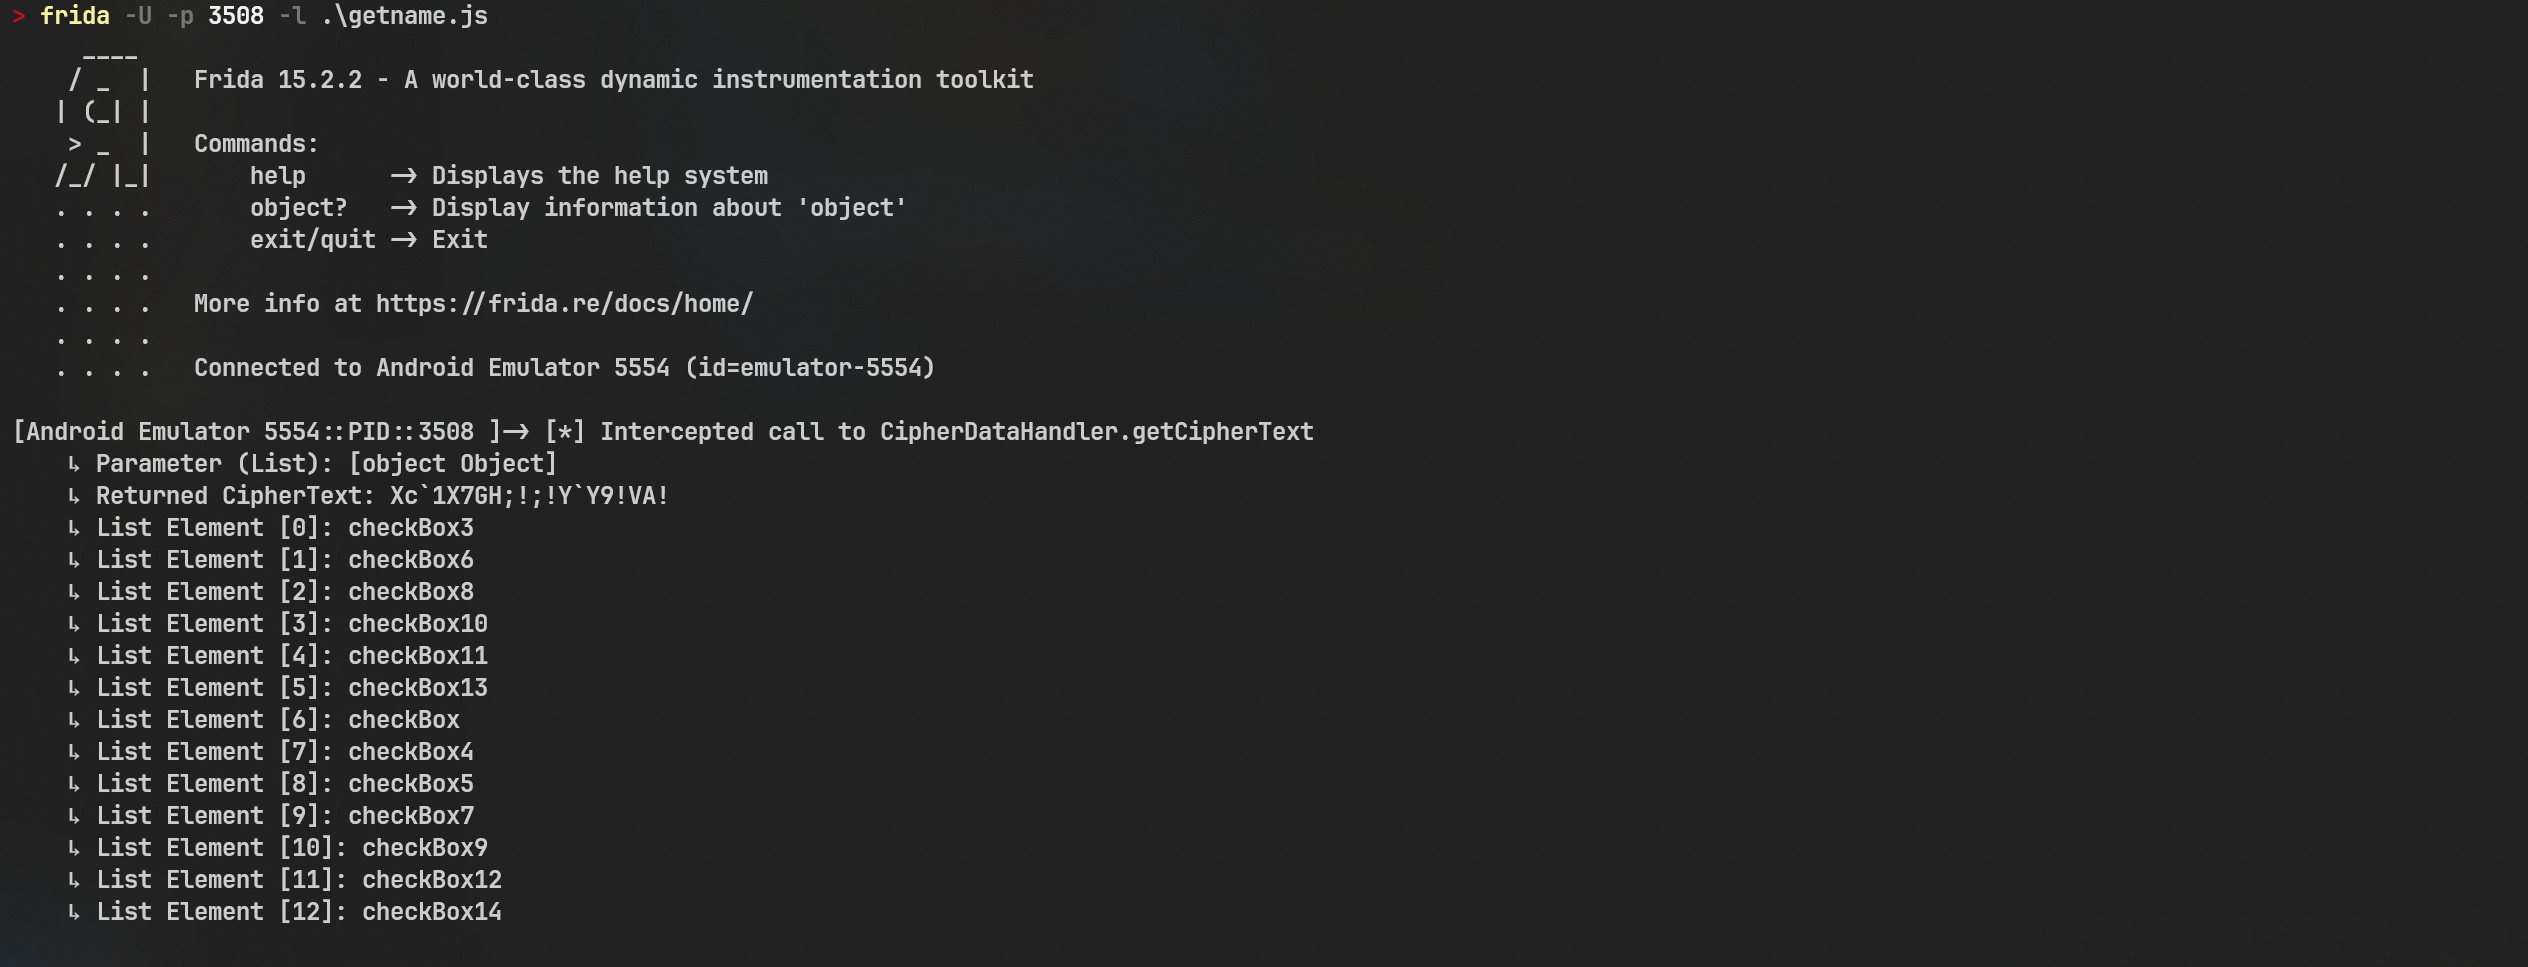 > frida -U -p 3508 -l .\getname.js
     ____
    / _  |   Frida 15.2.2 - A world-class dynamic instrumentation toolkit
   | (_| |
    > _  |   Commands:
   /_/ |_|       help      -> Displays the help system
   . . . .       object?   -> Display information about 'object'
   . . . .       exit/quit -> Exit
   . . . .
   . . . .   More info at https://frida.re/docs/home/
   . . . .
   . . . .   Connected to Android Emulator 5554 (id=emulator-5554)
[Android Emulator 5554::PID::3508 ]-> [*] Intercepted call to CipherDataHandler.getCipherText
    ↳ Parameter (List): [object Object]
    ↳ Returned CipherText: Xc`1X7GH;!;!Y`Y9!VA!
    ↳ List Element [0]: checkBox3
    ↳ List Element [1]: checkBox6
    ↳ List Element [2]: checkBox8
    ↳ List Element [3]: checkBox10
    ↳ List Element [4]: checkBox11
    ↳ List Element [5]: checkBox13
    ↳ List Element [6]: checkBox
    ↳ List Element [7]: checkBox4
    ↳ List Element [8]: checkBox5
    ↳ List Element [9]: checkBox7
    ↳ List Element [10]: checkBox9
    ↳ List Element [11]: checkBox12
    ↳ List Element [12]: checkBox14